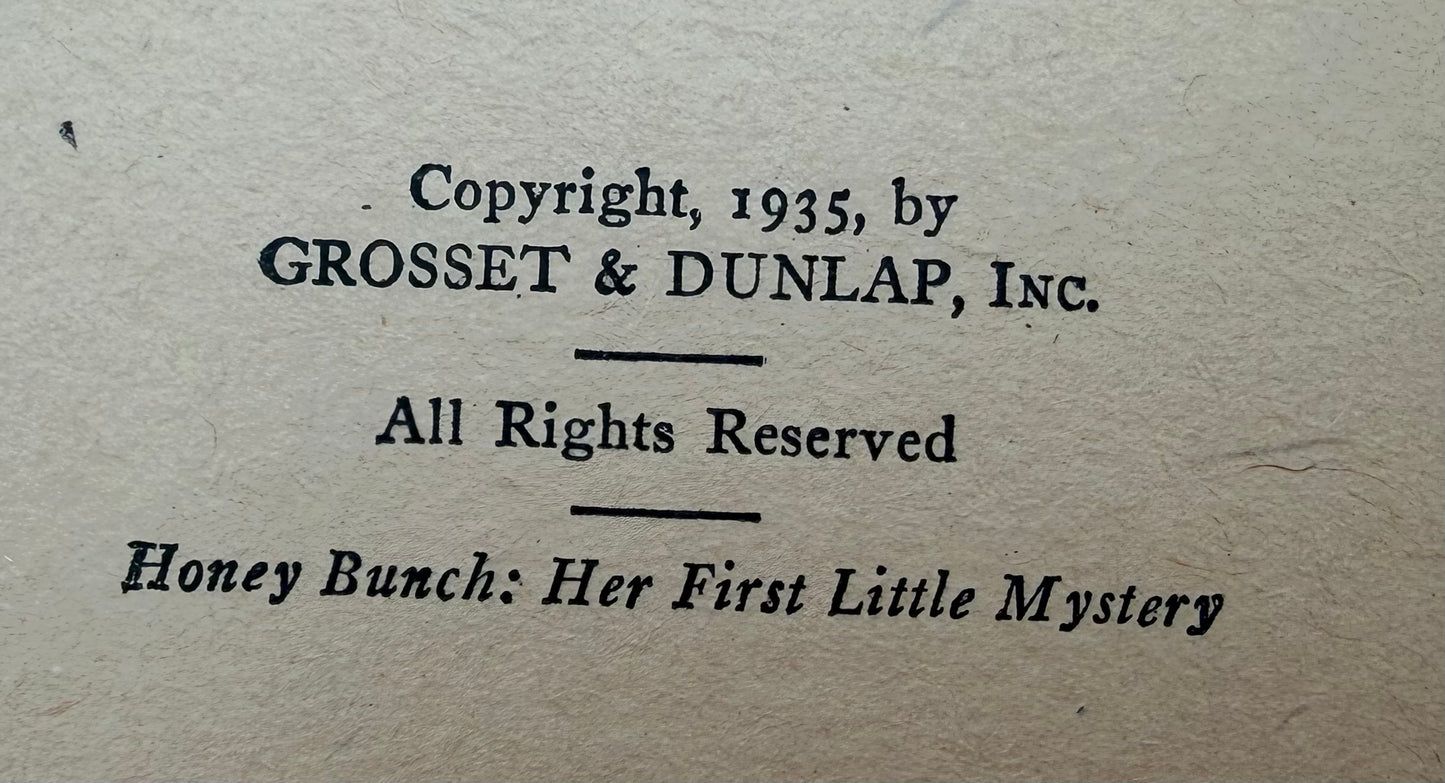 Copyright, 1935, by
GROSSET & DUNLAP, INC.
All Rights Reserved
Honey Bunch: Her First Little Mystery